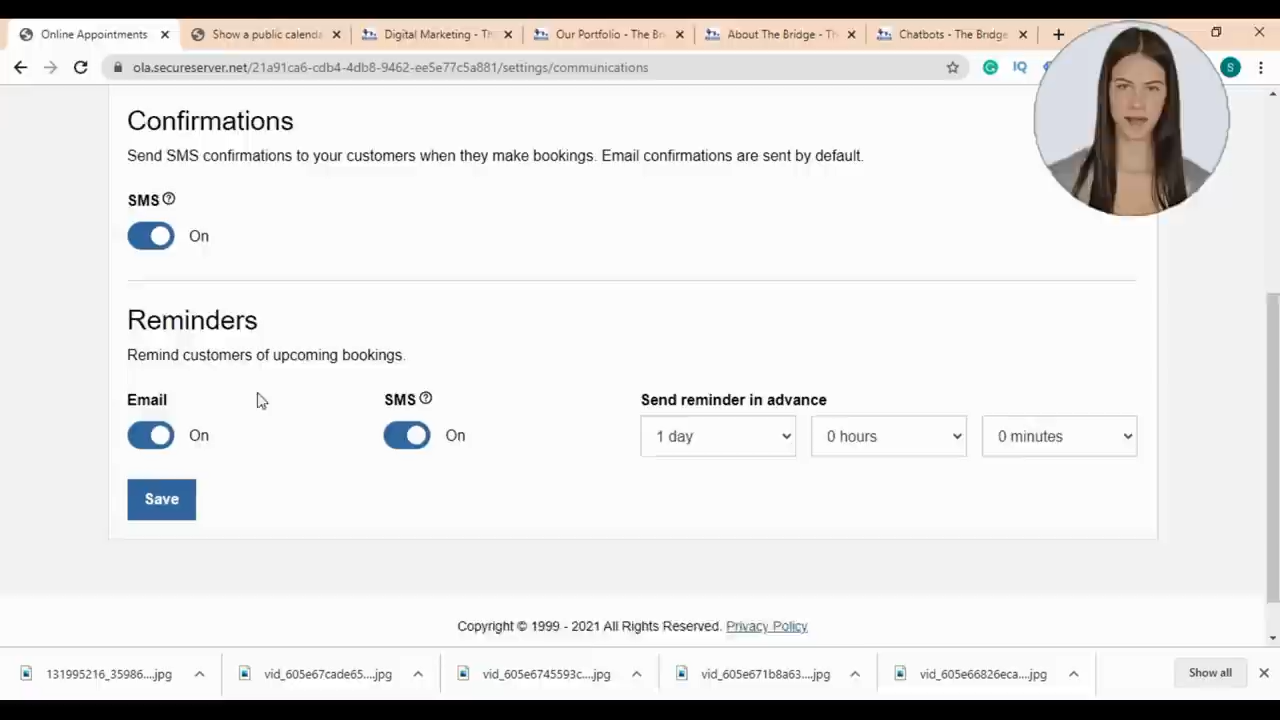 Online Appointments
Show a public calenda
Digital Marketing - Th
Our Portfolio - The Br
About The Bridge - Th
Chatbots - The Bridge
ola.secureserver.net/21a91ca6-cdb4-4db8-9462-ee5e77c5a881/settings/communications
IQ
S
Confirmations
Send SMS confirmations to your customers when they make bookings. Email confirmations are sent by default.
SMS
On
Reminders
Remind customers of upcoming bookings.
Email
SMS
Send reminder in advance
On
On
1 day
0 hours
0 minutes
Save
Copyright © 1999 - 2021 All Rights Reserved. Privacy Policy
131995216_35986....jpg
vid_605e67cade65....jpg
vid_605e6745593c....jpg
vid_605e671b8a63....jpg
vid_605e66826eca....jpg
Show all